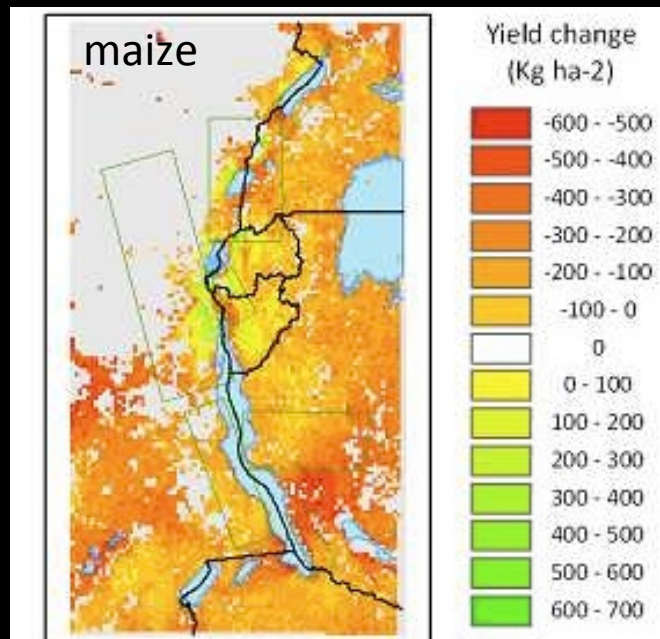 maize
Yield change
(Kg ha-2)
-600 - -500
-500 - -400
-400 - -300
-300 - -200
-200 - -100
-100 - 0
0
0 - 100
100 - 200
200 - 300
300 - 400
400 - 500
500 - 600
600 - 700